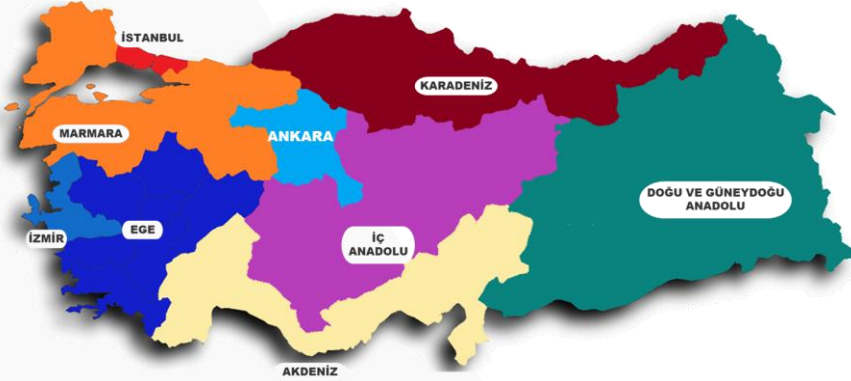 İSTANBUL
KARADENİZ
MARMARA
ANKARA
DOĞU VE GÜNEYDOĞU
ANADOLU
EGE
İZMİR
İÇ
ANADOLU
AKDENİZ